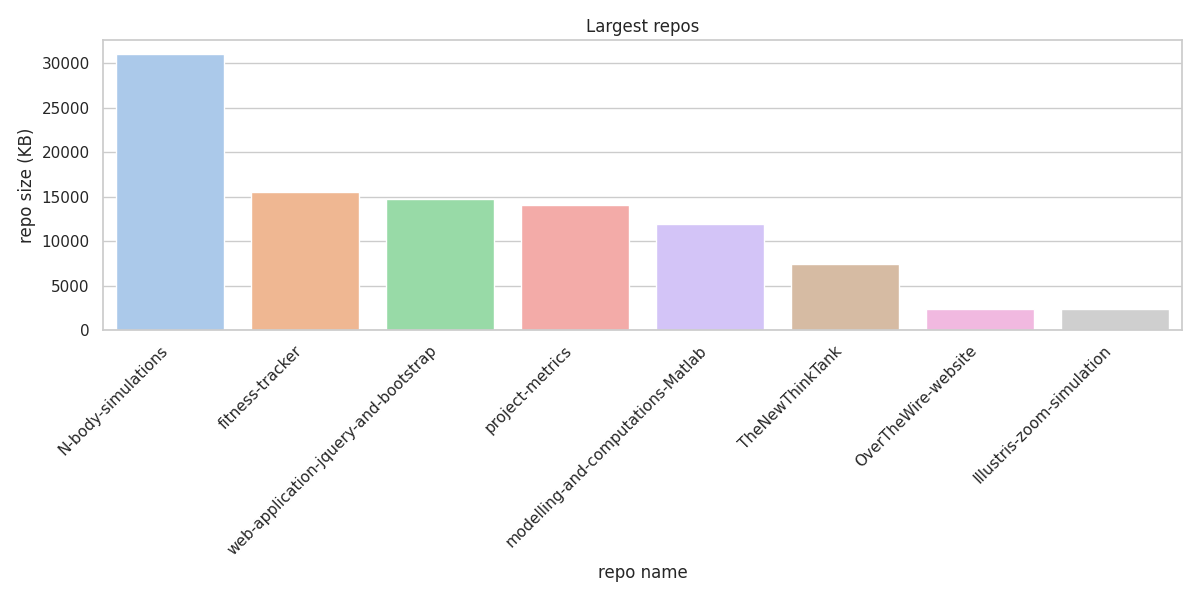 Largest repos
repo size (KB)
30000
25000
20000
15000
10000
5000
0
N-body-simulations
fitness-tracker
web-application-jquery-and-bootstrap
project-metrics
modelling-and-computations-Matlab
TheNewThinkTank
OverTheWire-website
Illustris-zoom-simulation
repo name